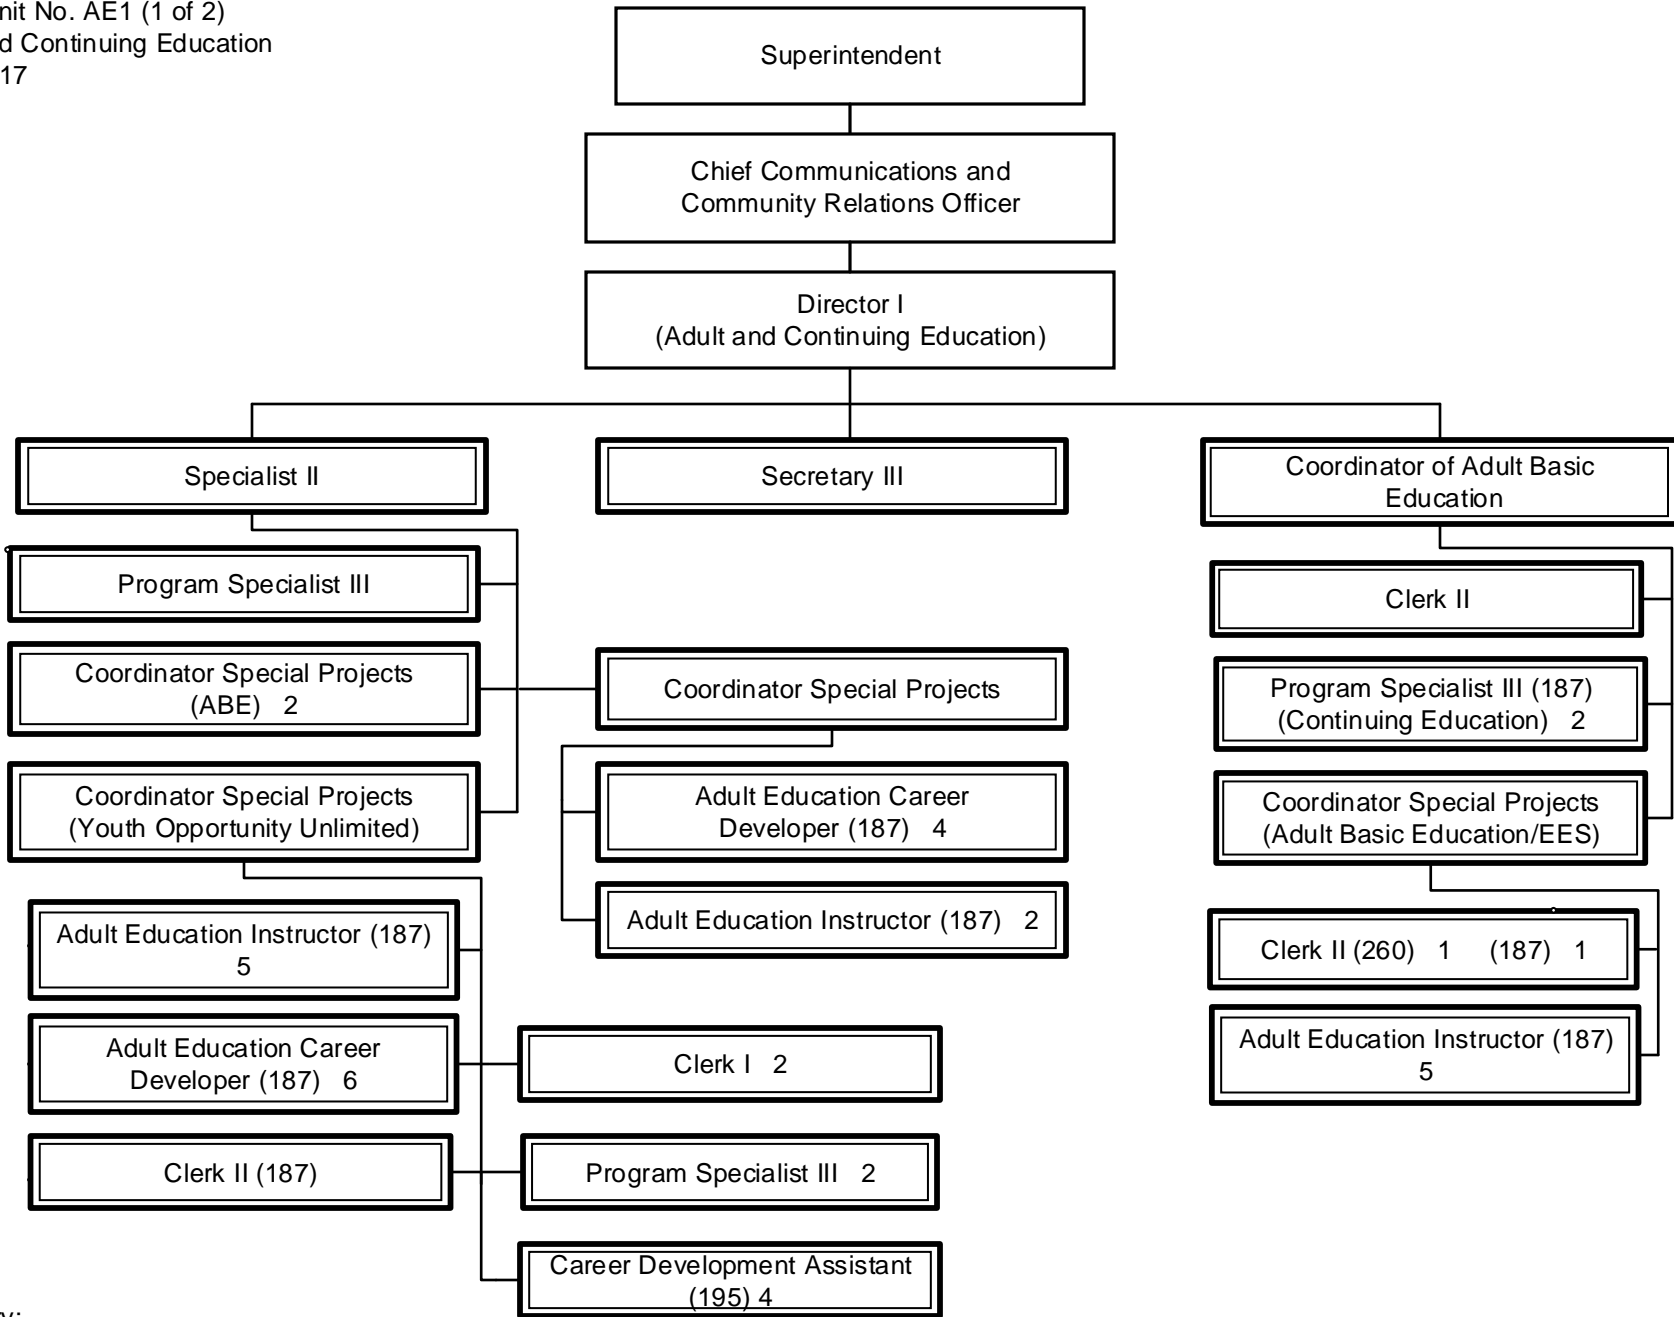 nit No. AE1 (1 of 2)
d Continuing Education
17
Superintendent
Chief Communications and
Community Relations Officer
Director I
(Adult and Continuing Education)
Specialist II
Secretary III
Coordinator of Adult Basic
Education
Program Specialist III
Coordinator Special Projects
(ABE) 2
Coordinator Special Projects
(Youth Opportunity Unlimited)
Coordinator Special Projects
Adult Education Career
Developer (187) 4
Adult Education Instructor (187) 2
Clerk II
Program Specialist III (187)
(Continuing Education) 2
Coordinator Special Projects
(Adult Basic Education/EES)
Clerk II (260) 1 (187) 1
Adult Education Instructor (187)
5
Adult Education Instructor (187)
5
Adult Education Career
Developer (187) 6
Clerk II (187)
Clerk I 2
Program Specialist III 2
Career Development Assistant
(195) 4